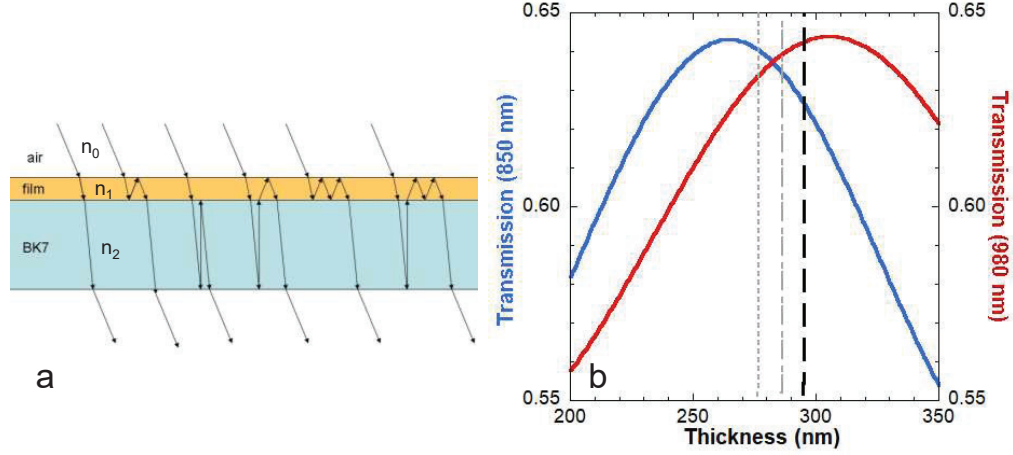 air
n0
film
n1
BK7
n2
a
0.65
0.60
0.55
Transmission (850 nm)
200
250
300
350
Thickness (nm)
b
0.65
0.60
0.55
Transmission (980 nm)